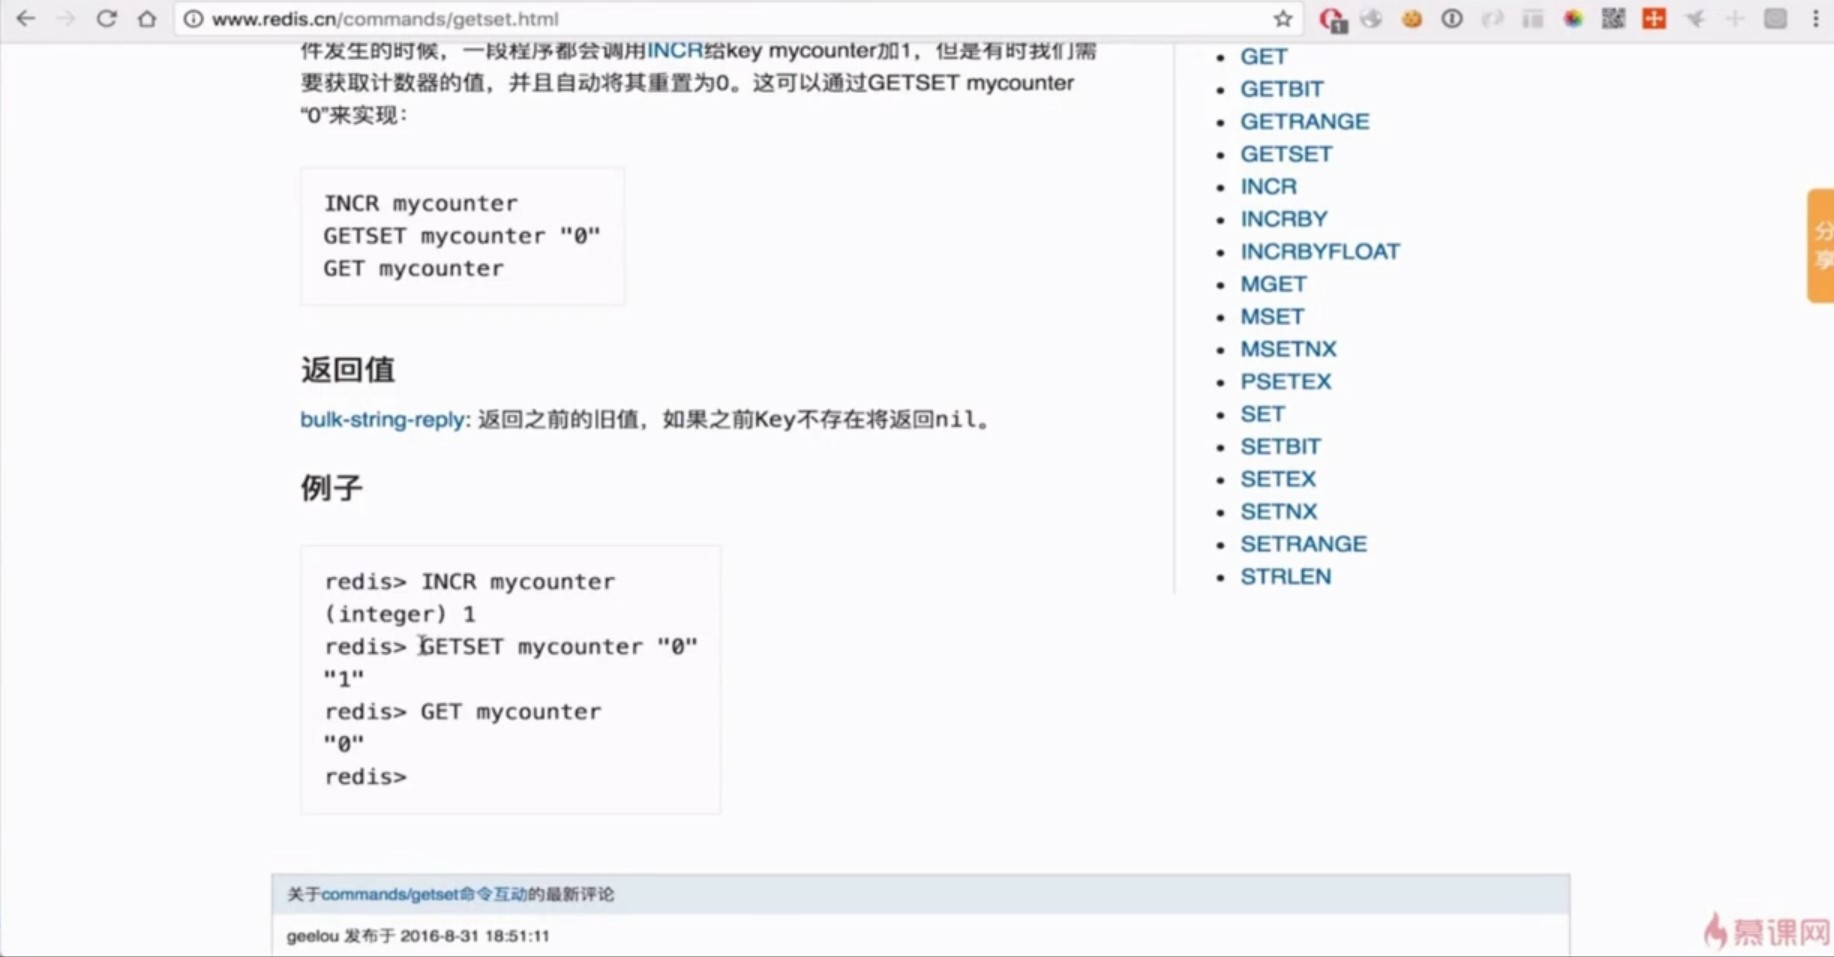 www.redis.cn/commands/getset.html
件发生的时候，一段程序都会调用INCR给key mycounter加1，但是有时我们需
要获取计数器的值，并且自动将其重置为0。这可以通过GETSET mycounter
“0”来实现：
INCR mycounter
GETSET mycounter "0"
GET mycounter
返回值
bulk-string-reply: 返回之前的旧值，如果之前Key不存在将返回nil。
例子
redis> INCR mycounter
(integer) 1
redis> GETSET mycounter "0"
"1"
redis> GET mycounter
"0"
redis>
GET
GETBIT
GETRANGE
GETSET
INCR
INCRBY
INCRBYFLOAT
MGET
MSET
MSETNX
PSETEX
SET
SETBIT
SETEX
SETNX
SETRANGE
STRLEN
分
享
关于commands/getset命令互动的最新评论
geelou 发布于 2016-8-31 18:51:11
慕课网